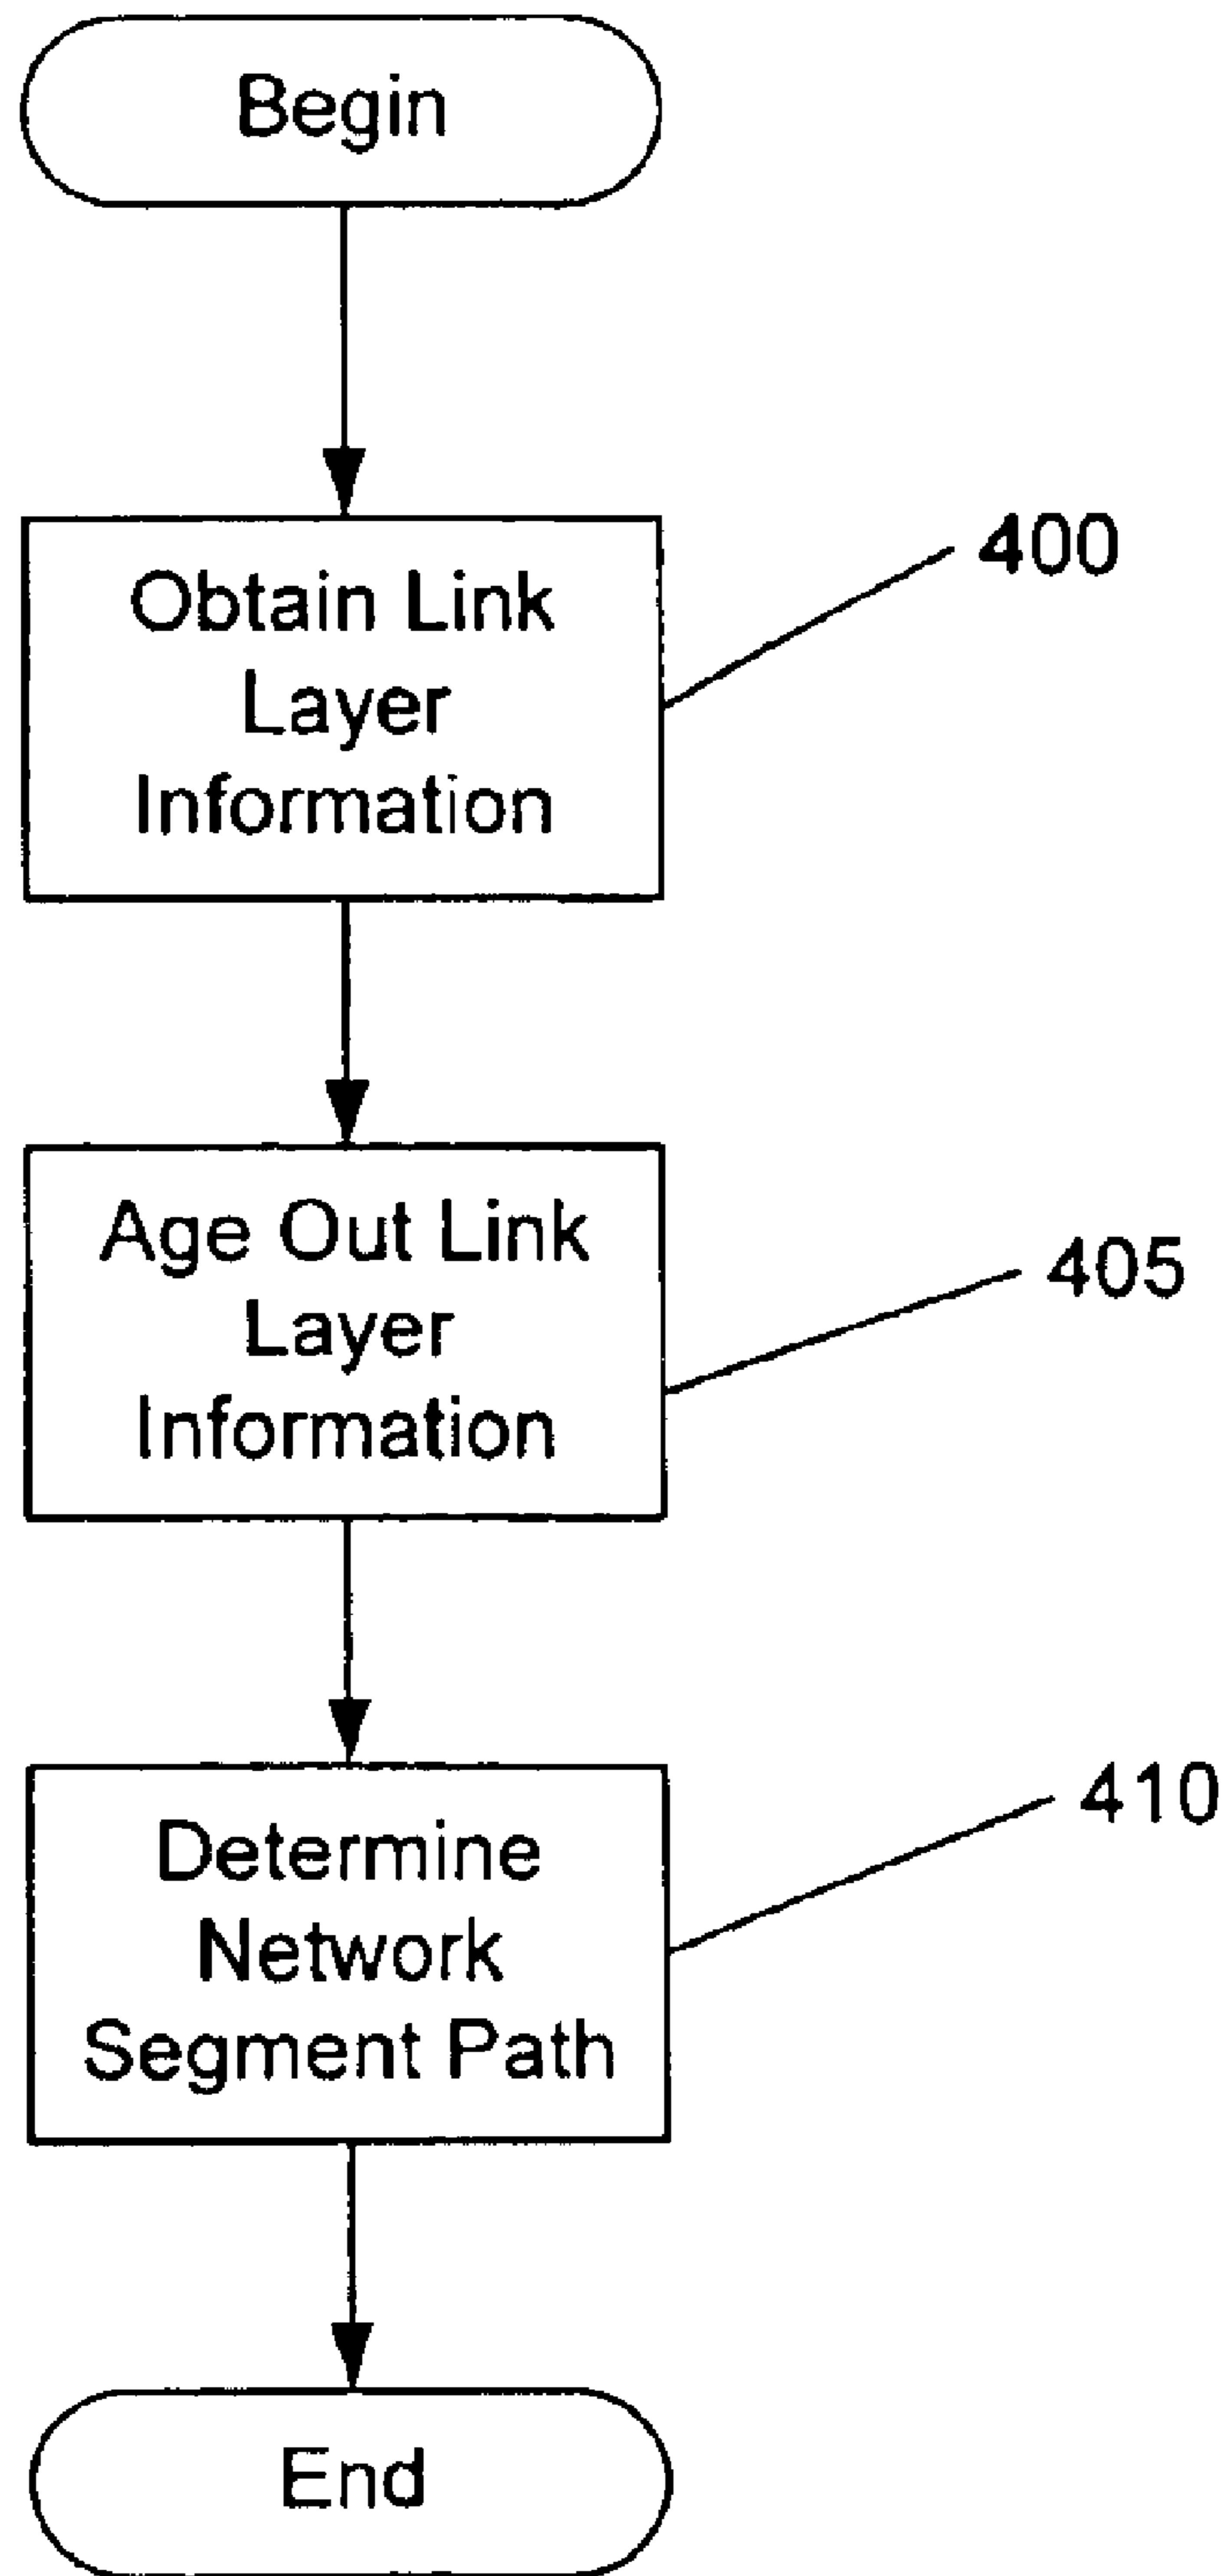 Begin
Obtain Link
Layer
Information
400
Age Out Link
Layer
Information
405
Determine
Network
Segment Path
410
End